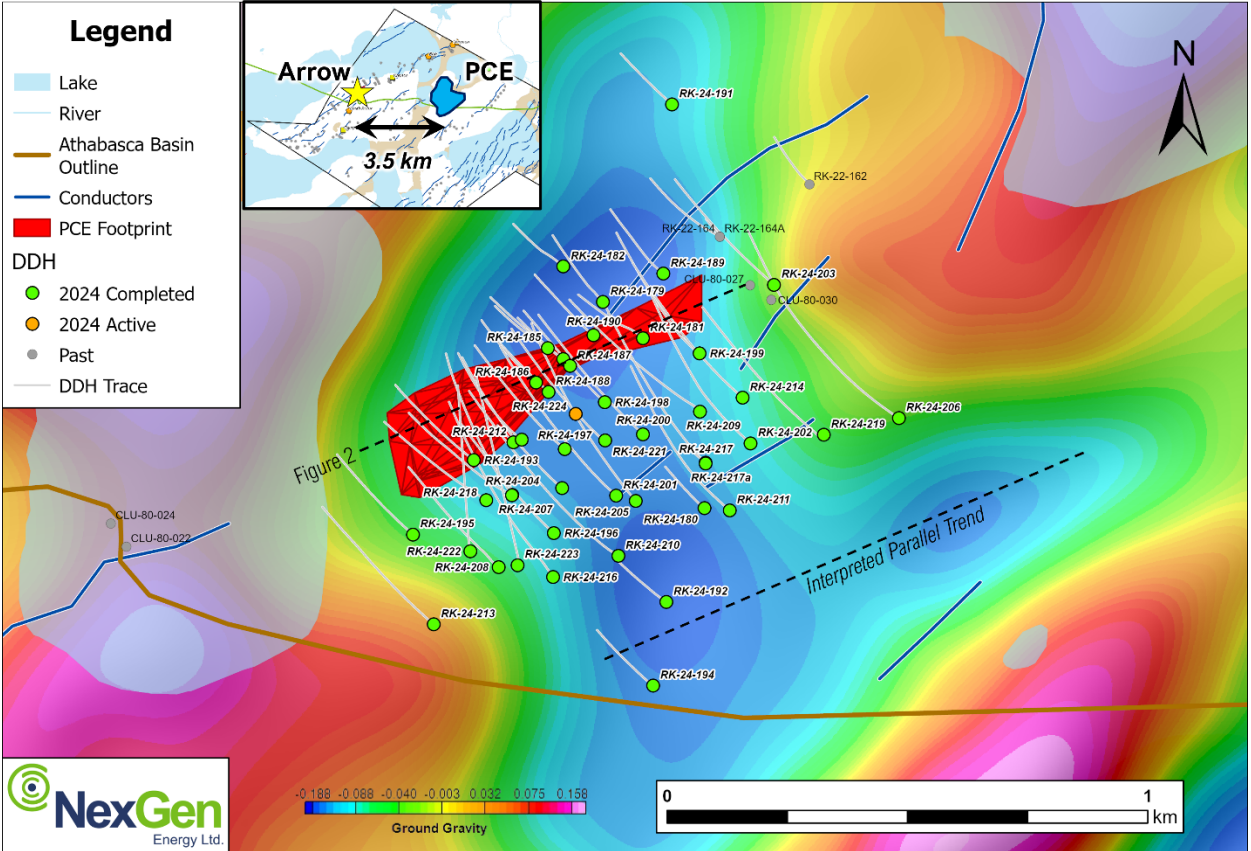 Legend
Lake
River
Athabasca Basin
Outline
Conductors
PCE Footprint
DDH
2024 Completed
2024 Active
Past
DDH Trace
Arrow
PCE
3.5 km
N
RK-24-191
RK-22-162
RK-22-164
RK-22-164A
RK-24-182
RK-24-189
CLU-80-027
RK-24-203
CLU-80-030
RK-24-179
RK-24-190
RK-24-181
RK-24-185
RK-24-187
RK-24-199
RK-24-186
RK-24-188
RK-24-224
RK-24-198
RK-24-214
RK-24-206
RK-24-212
RK-24-197
RK-24-200
RK-24-209
RK-24-202
RK-24-219
RK-24-221
RK-24-217
RK-24-193
Figure 2
RK-24-217a
RK-24-204
RK-24-201
RK-24-218
RK-24-207
RK-24-205
RK-24-180
RK-24-211
CLU-80-024
CLU-80-022
RK-24-195
RK-24-196
RK-24-210
RK-24-222
RK-24-223
RK-24-208
RK-24-216
RK-24-192
Interpreted Parallel Trend
RK-24-213
RK-24-194
NexGen
Energy Ltd.
-0.188 -0.088 -0.040 -0.003 0.032 0.075 0.158
Ground Gravity
0 1
km